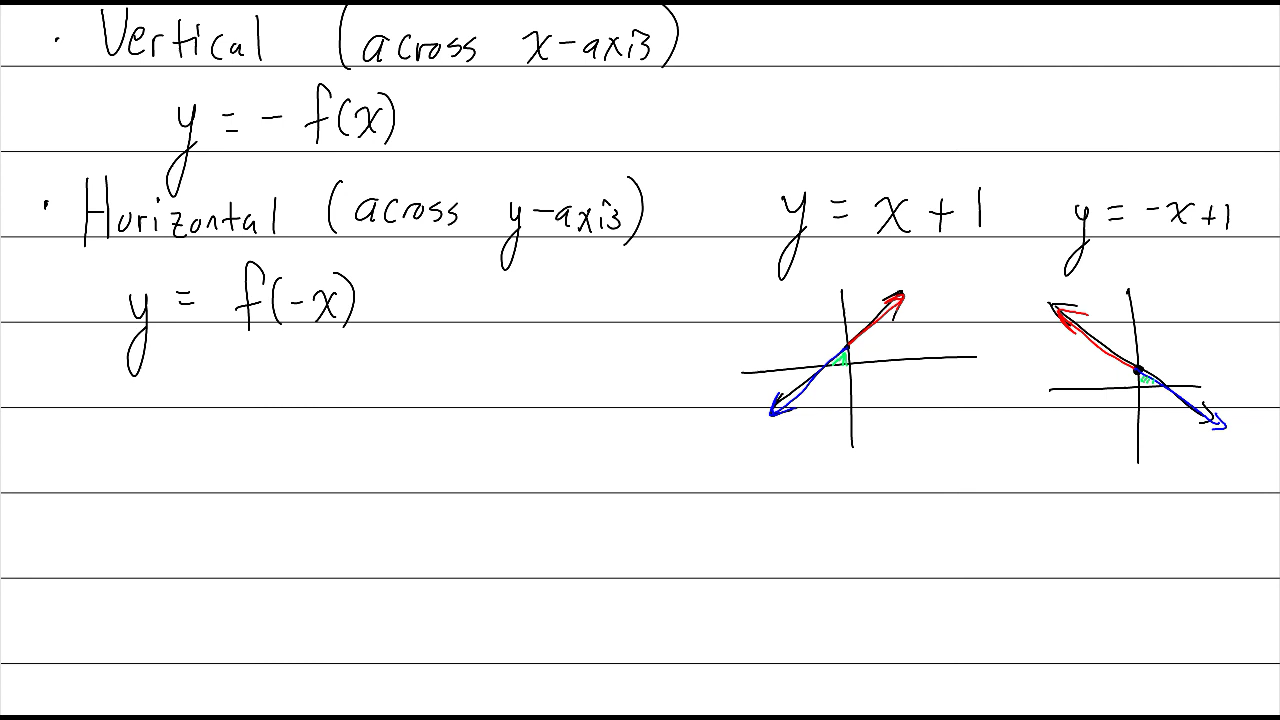 · Vertical (across x-axis)
y = - f(x)
· Horizontal (across y-axis)
y = f(-x)
y = x + 1
y = -x + 1